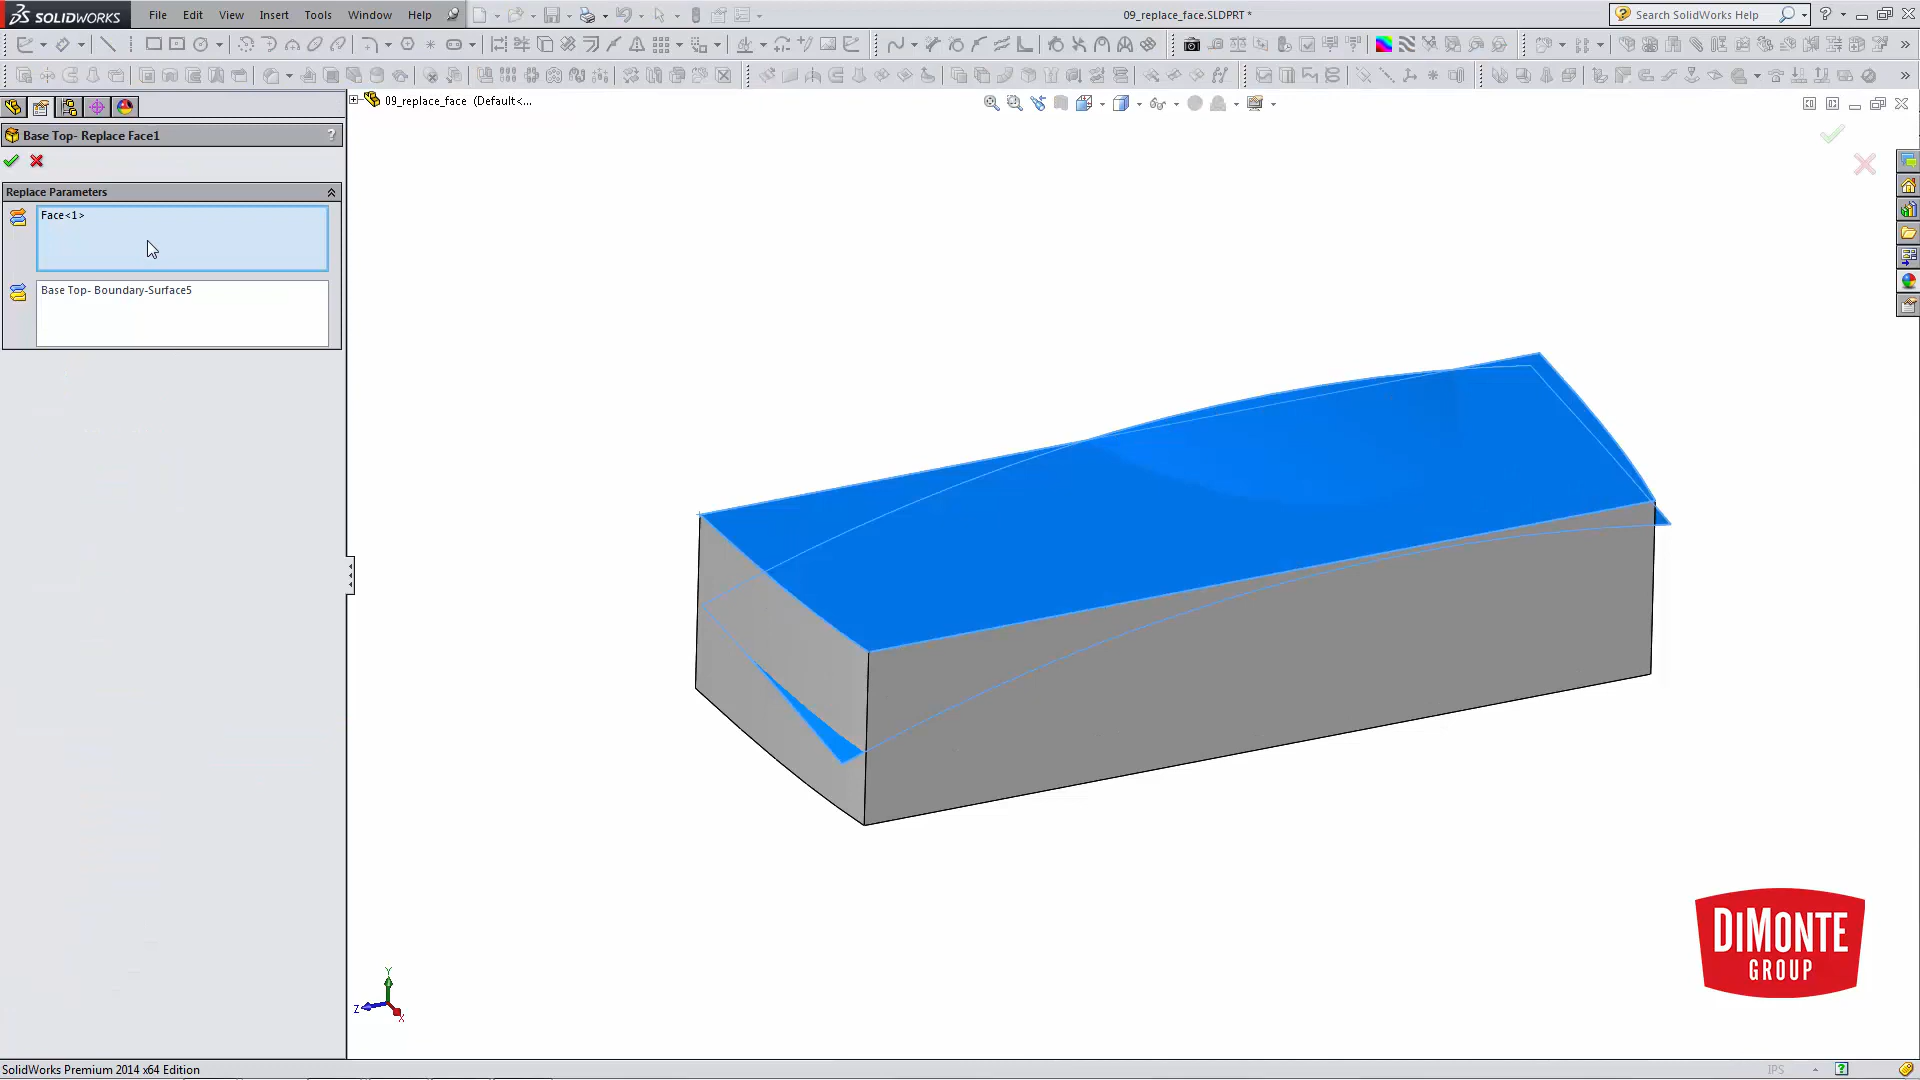 SOLIDWORKS
File Edit View Insert Tools Window Help
09_replace_face.SLDPRT *
Search SolidWorks Help
09_replace_face (Default<...
Base Top- Replace Face1
?
Replace Parameters
Face<1>
Base Top- Boundary-Surface5
Y
Z
X
DIMONTE
GROUP
SolidWorks Premium 2014 x64 Edition
IPS